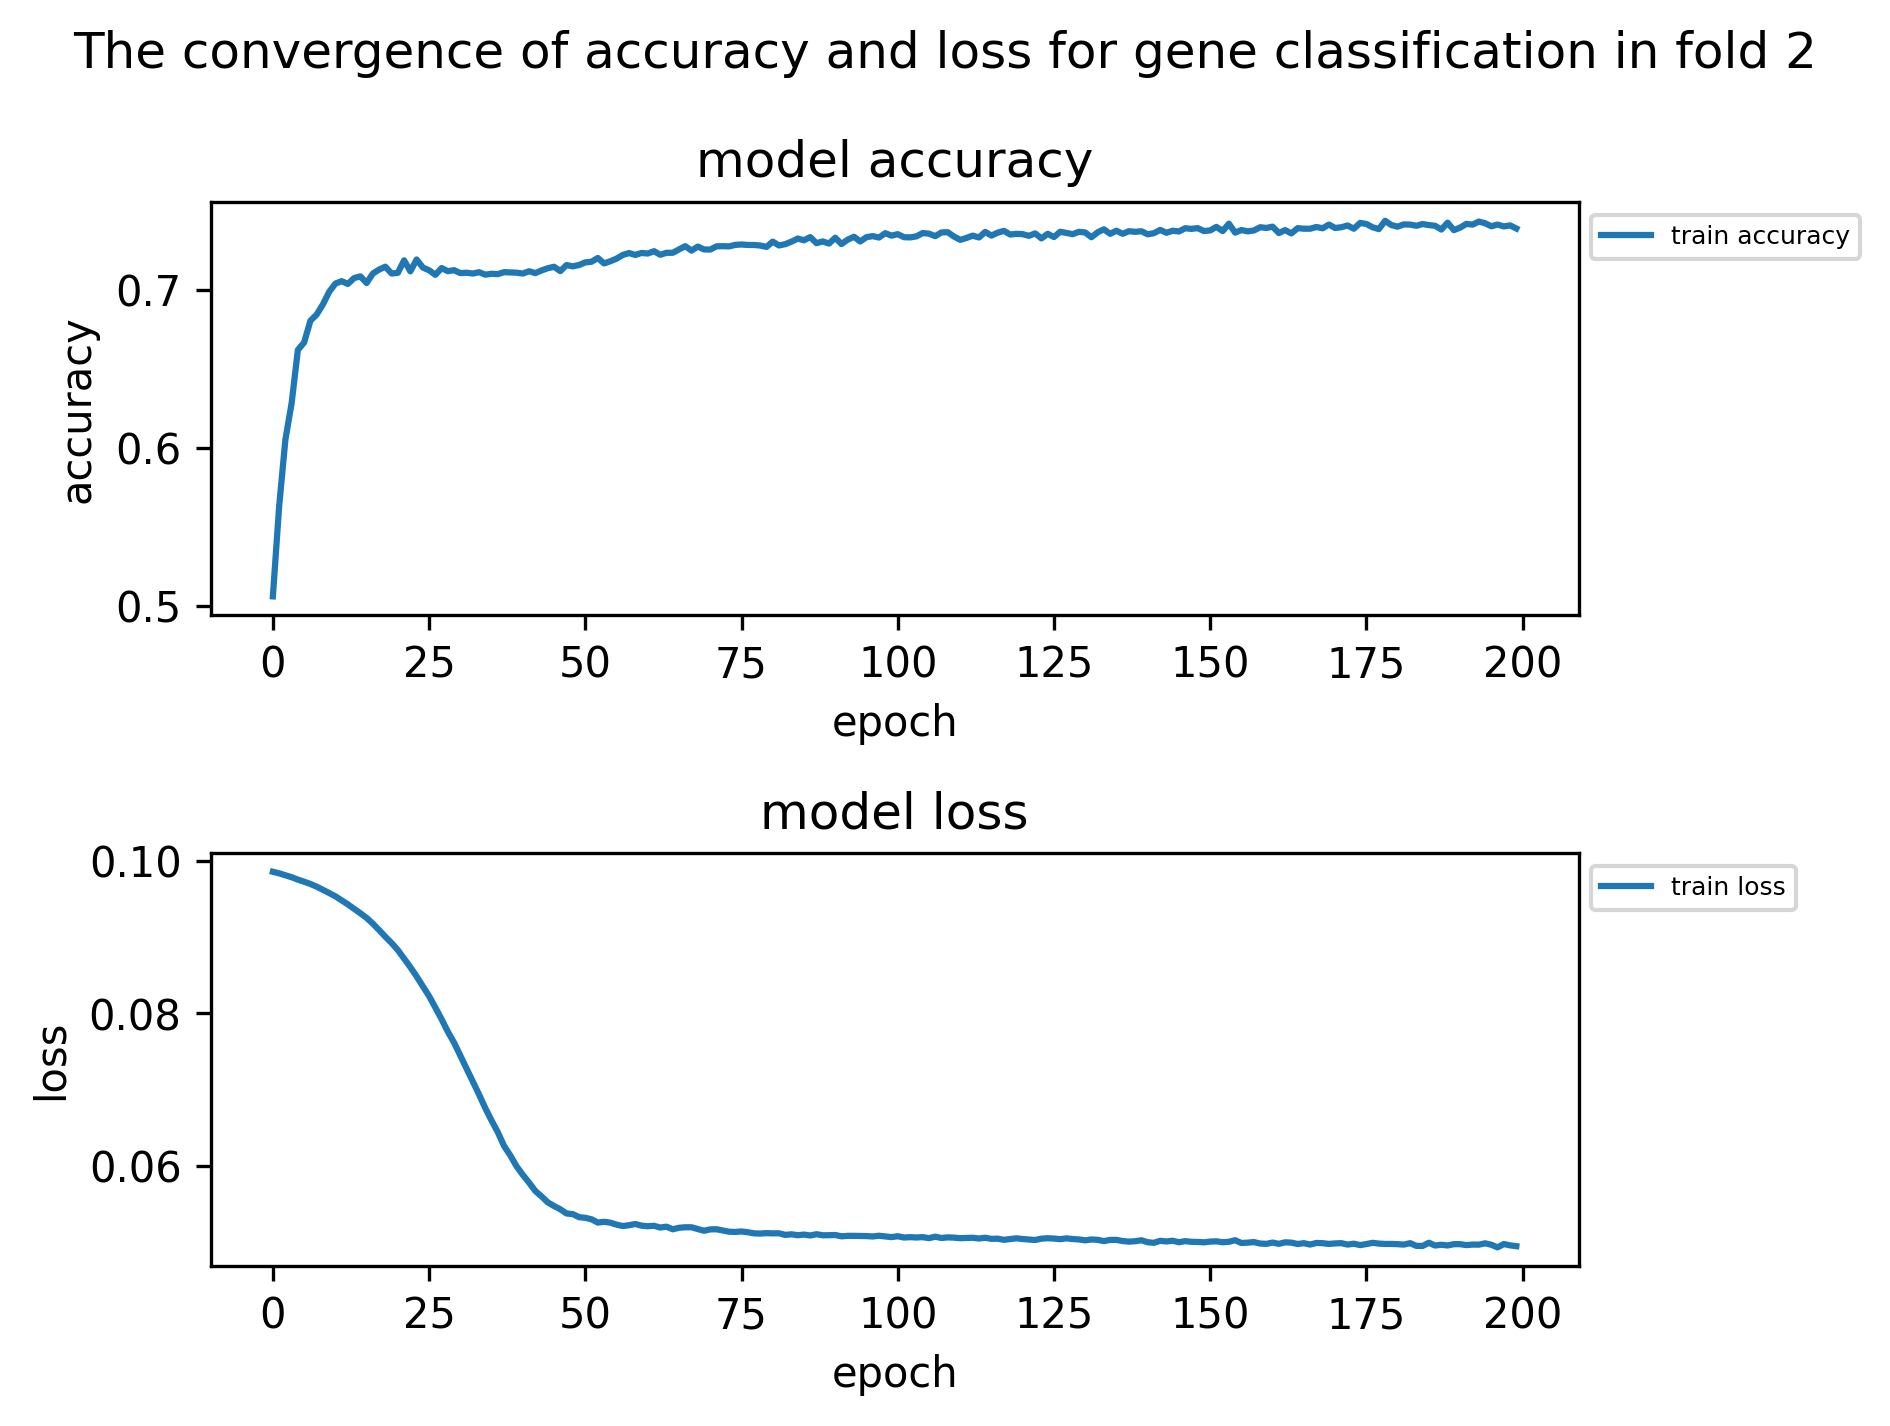 The convergence of accuracy and loss for gene classification in fold 2
model accuracy
train accuracy
0.7
0.6
0.5
accuracy
0 25 50 75 100 125 150 175 200
epoch
model loss
train loss
0.10
0.08
0.06
loss
0 25 50 75 100 125 150 175 200
epoch